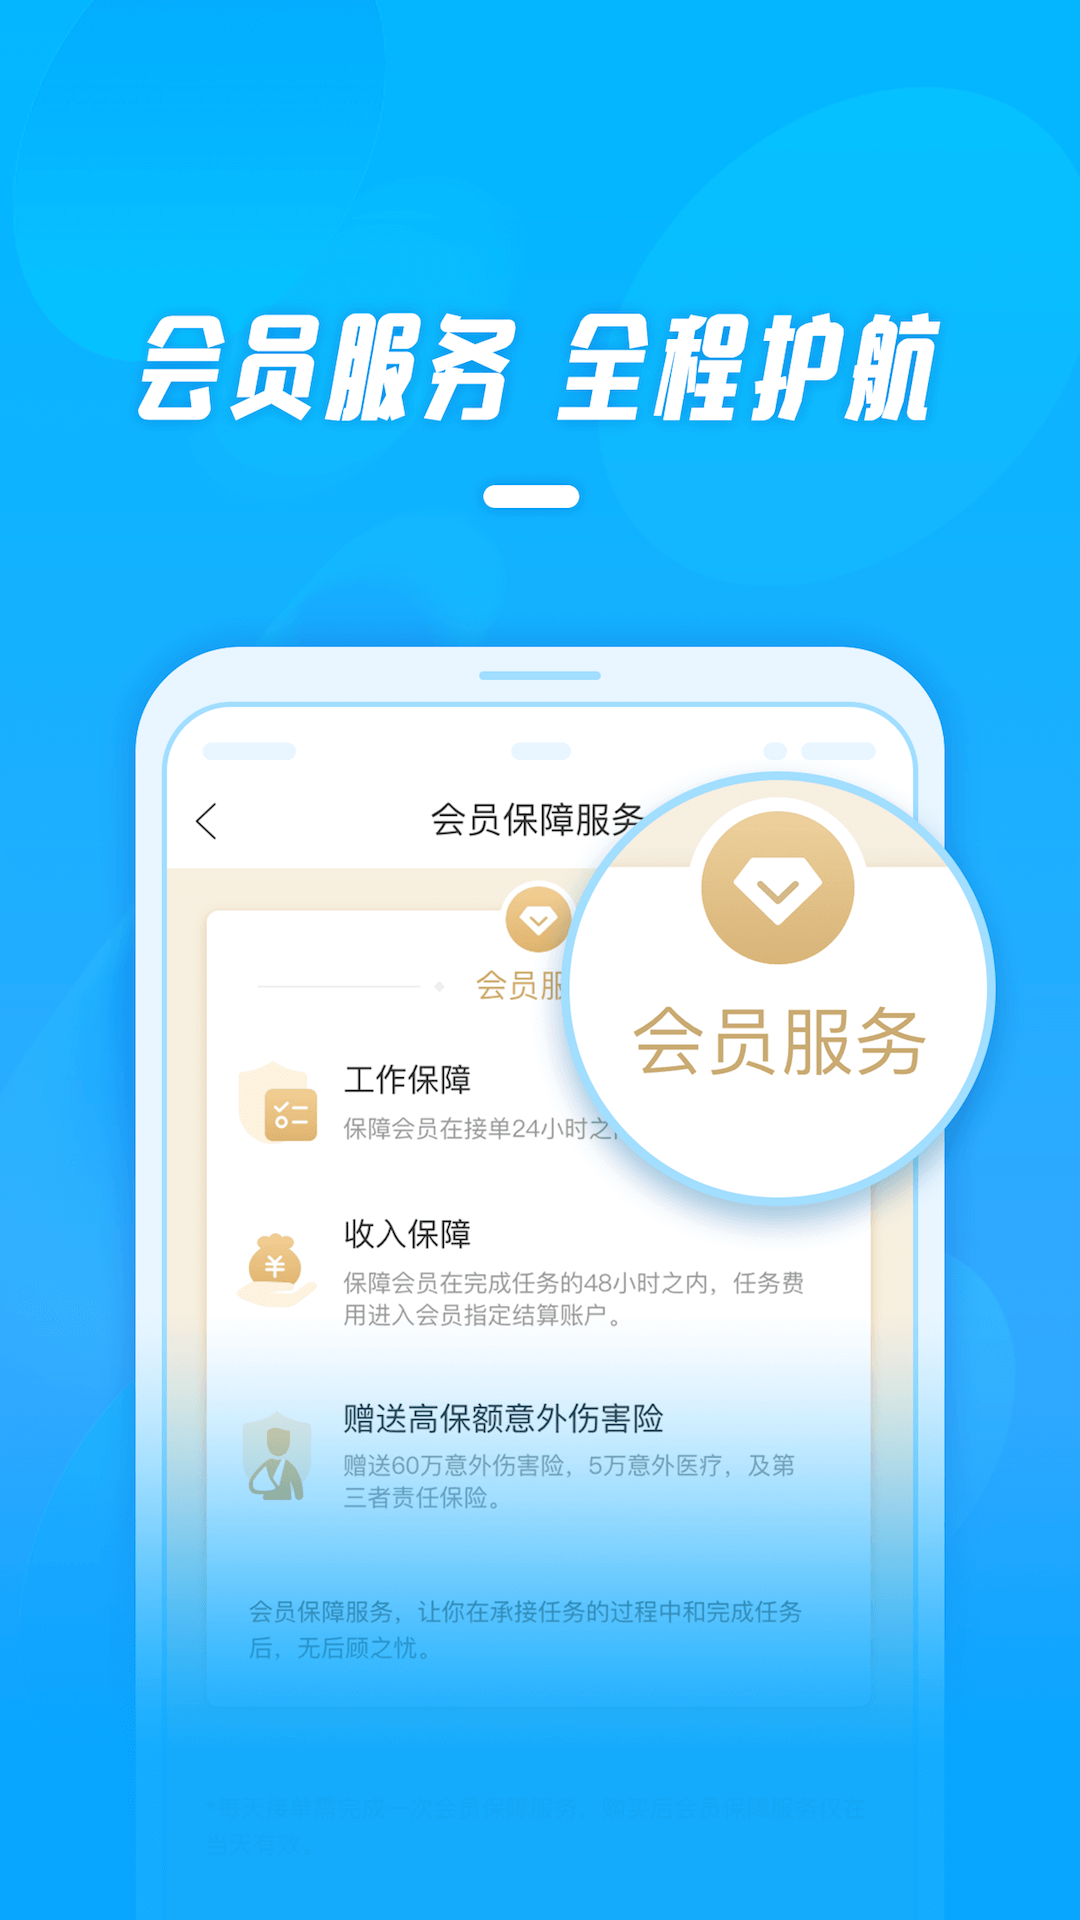 会员服务 全程护航
会员保障服务
会员服务
会员服
工作保障
保障会员在接单24小时之
收入保障
保障会员在完成任务的48小时之内，任务费
用进入会员指定结算账户。
赠送高保额意外伤害险
赠送60万意外伤害险，5万意外医疗，及第
三者责任保险。
会员保障服务，让你在承接任务的过程中和完成任务
后，无后顾之忧。